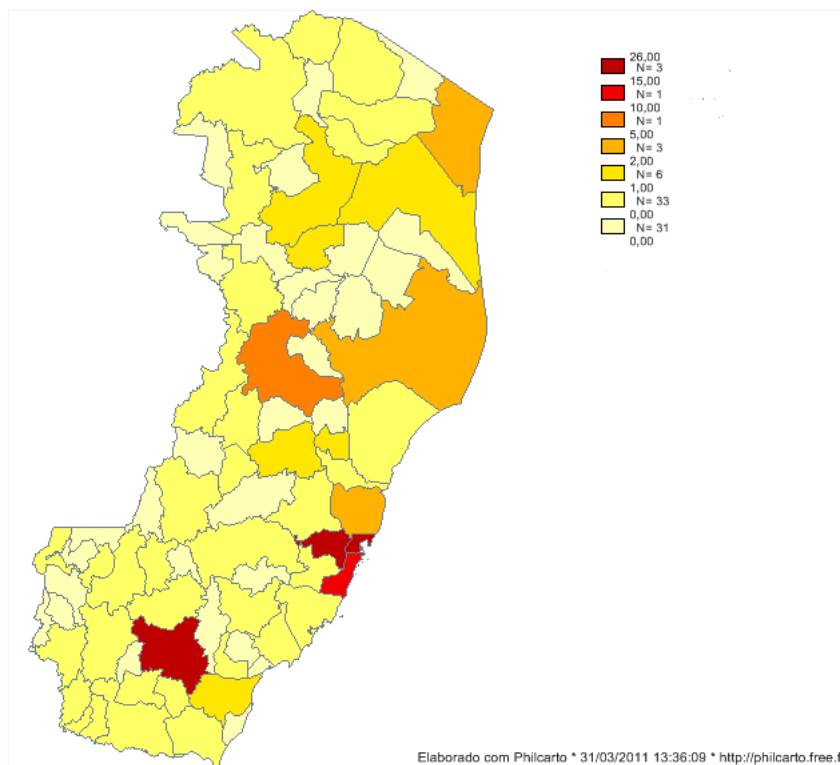 26,00
N= 3
15,00
N= 1
10,00
N= 1
5,00
N= 3
2,00
N= 6
1,00
N= 33
0,00
N= 31
0,00
Elaborado com Philcarto * 31/03/2011 13:36:09 * http://philcarto.free.f